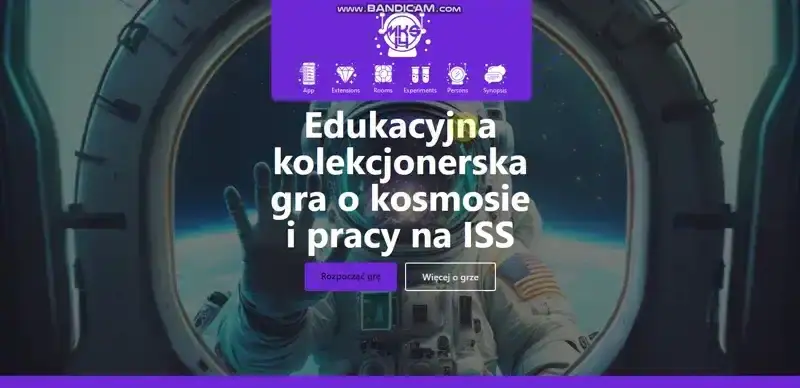 WWW.BANDICAM.COM
MKS
App
Extensions
Rooms
Experiments
Persons
Synopsis
Edukacyjna
kolekcjonerska
gra o kosmosie
i pracy na ISS
Rozpocząć grę
Więcej o grze